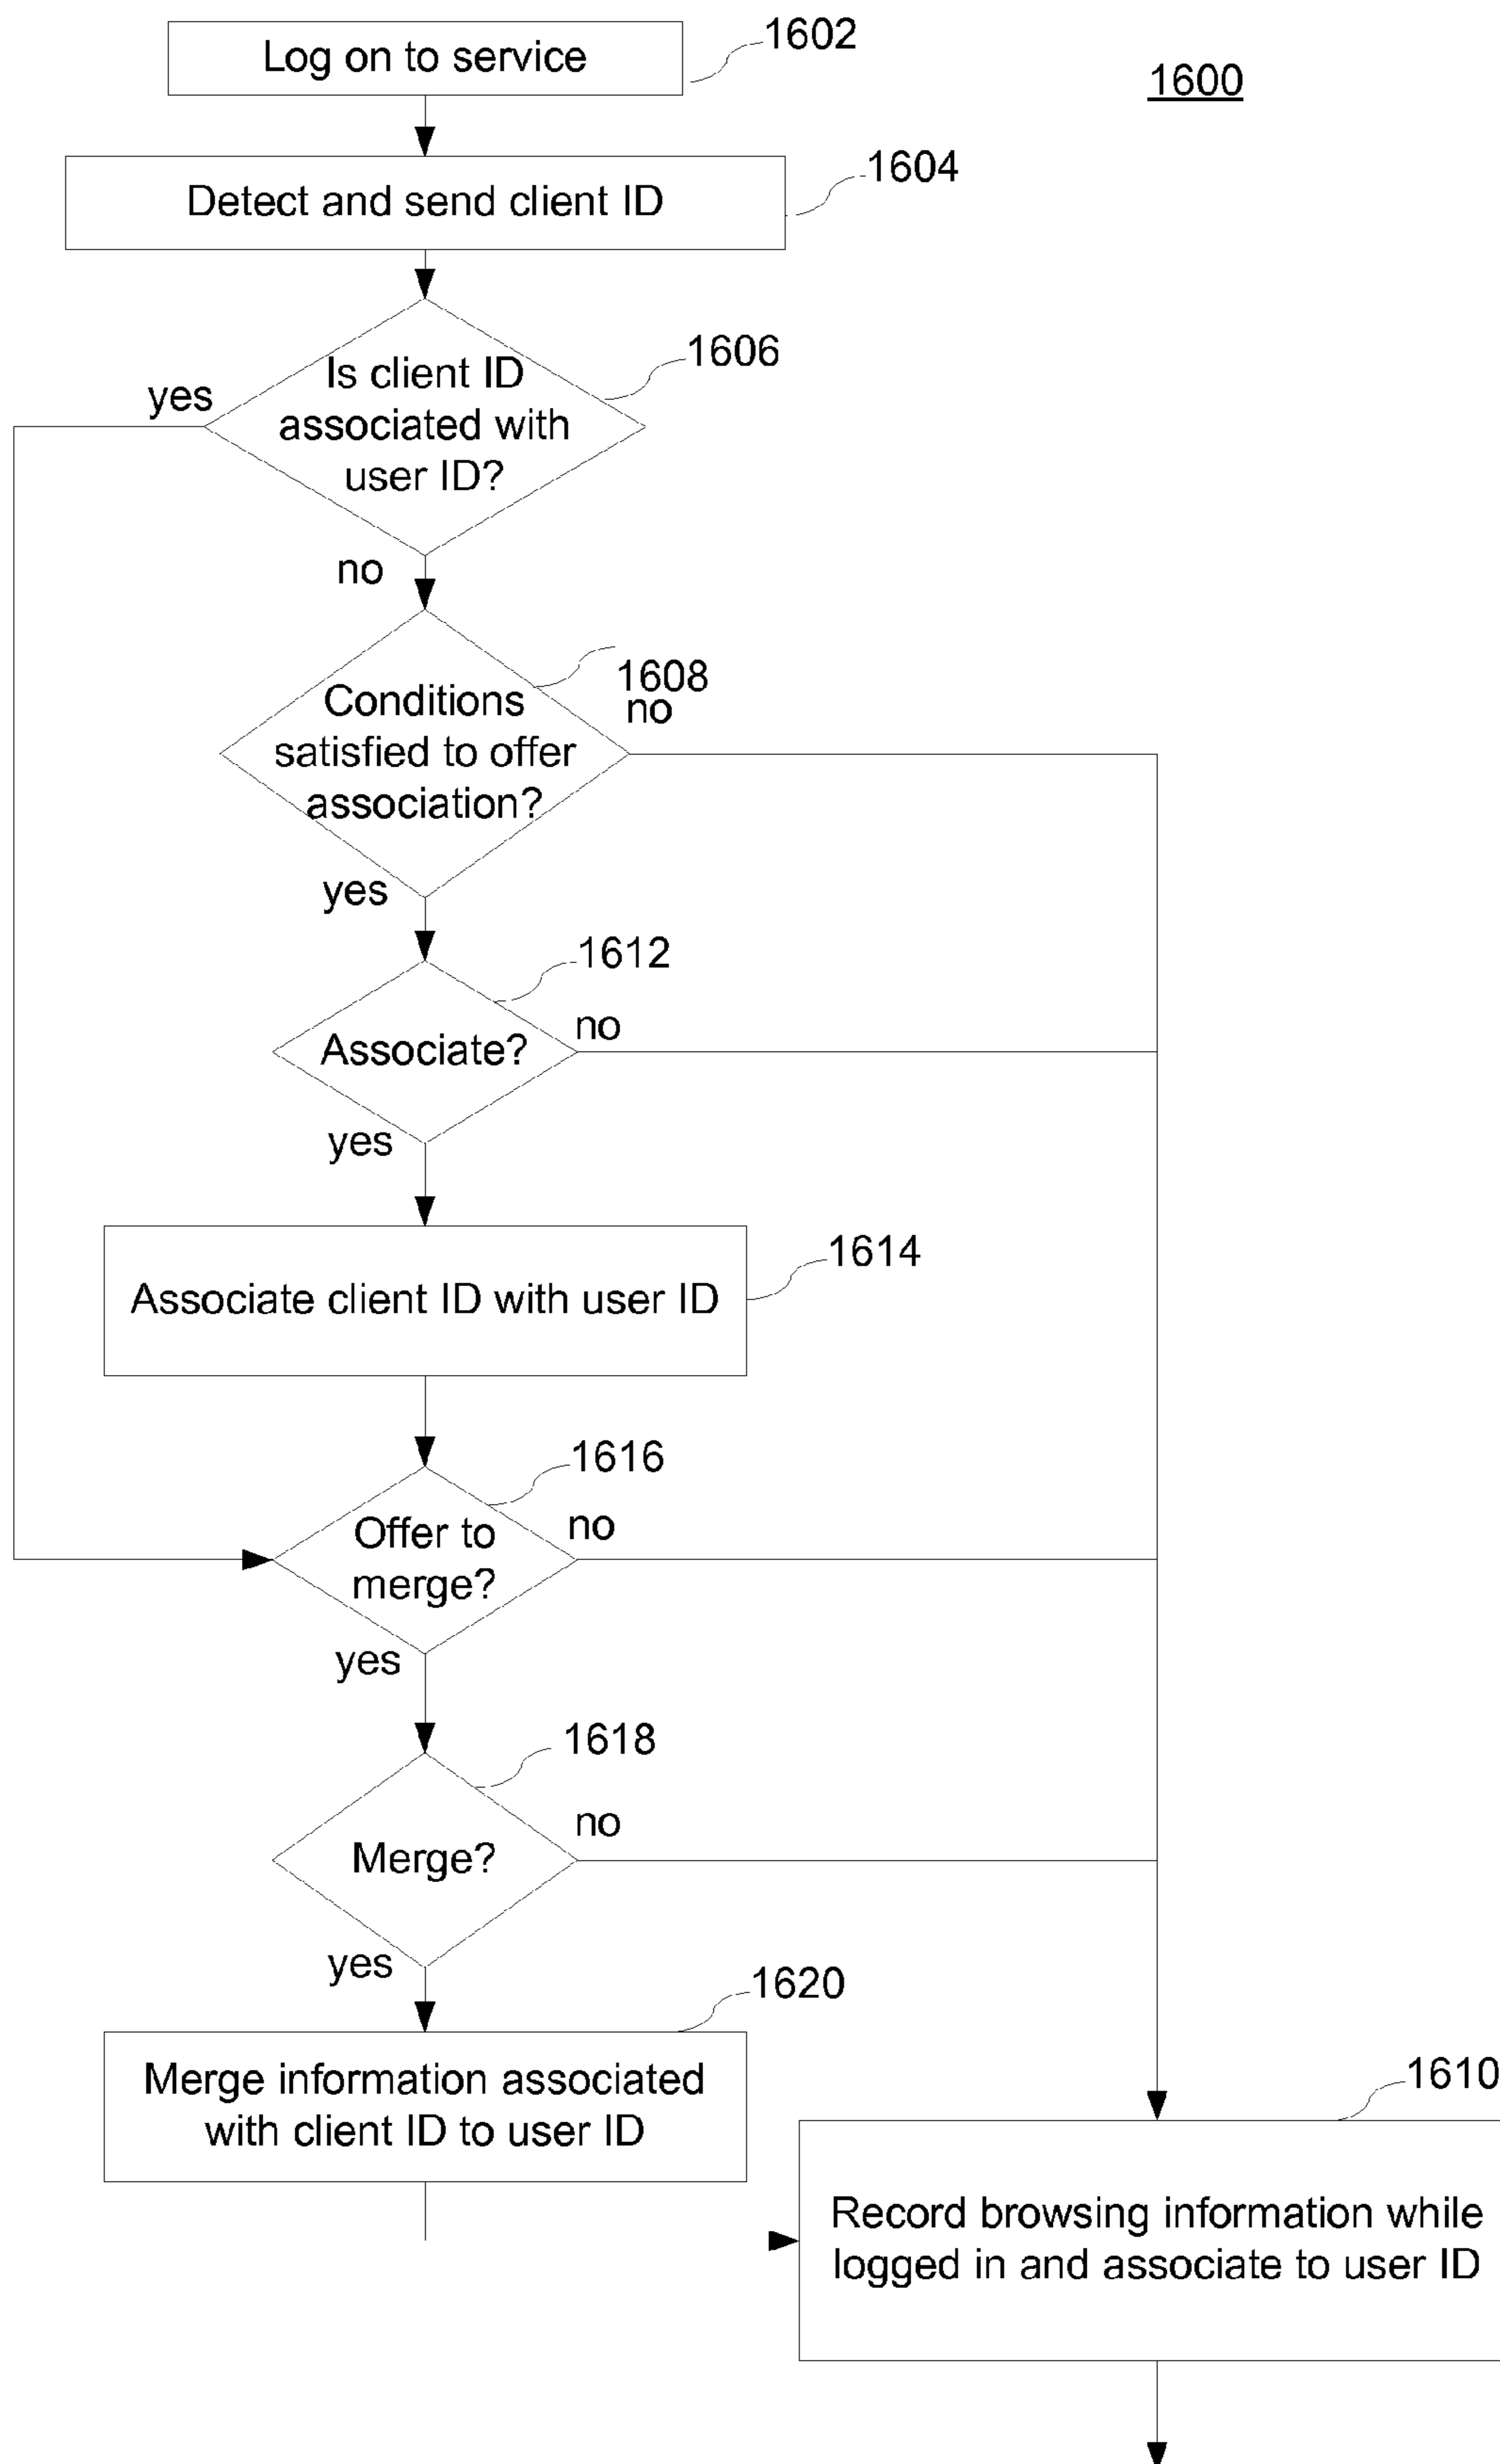 Log on to service
1602
1600
Detect and send client ID
1604
Is client ID
associated with
user ID?
1606
yes
no
Conditions
satisfied to offer
association?
1608
no
yes
Associate?
1612
no
yes
Associate client ID with user ID
1614
Offer to
merge?
1616
no
yes
Merge?
1618
no
yes
Merge information associated
with client ID to user ID
1620
1610
Record browsing information while
logged in and associate to user ID